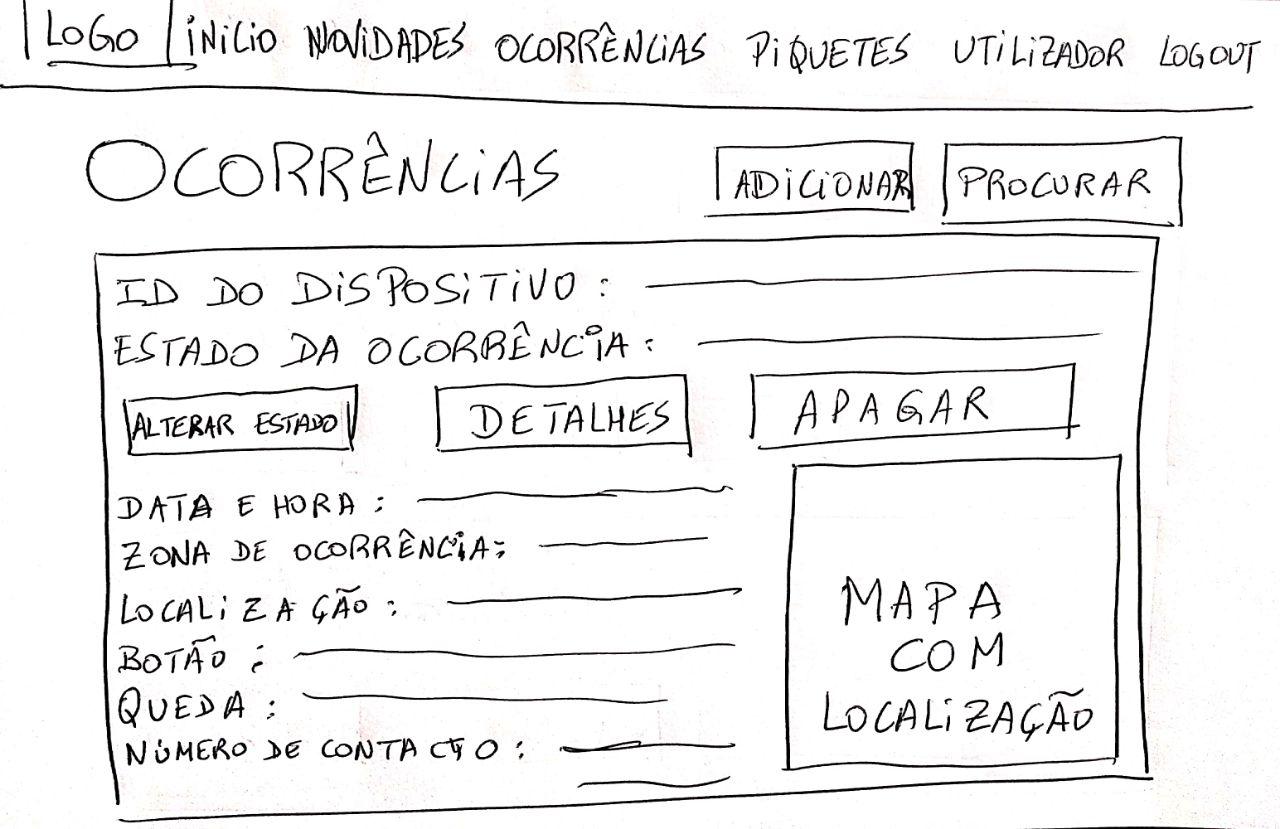 LOGO INICIO NOVIDADES OCORRÊNCIAS PIQUETES UTILIZADOR LOGOUT
OCORRÊNCIAS ADICIONAR PROCURAR
ID DO DISPOSITIVO :
ESTADO DA OCORRÊNCIA :
ALTERAR ESTADO DETALHES APAGAR
DATA E HORA :
ZONA DE OCORRÊNCIA :
LOCALIZAÇÃO :
BOTÃO :
QUEDA :
NÚMERO DE CONTACTO :
MAPA
COM
LOCALIZAÇÃO